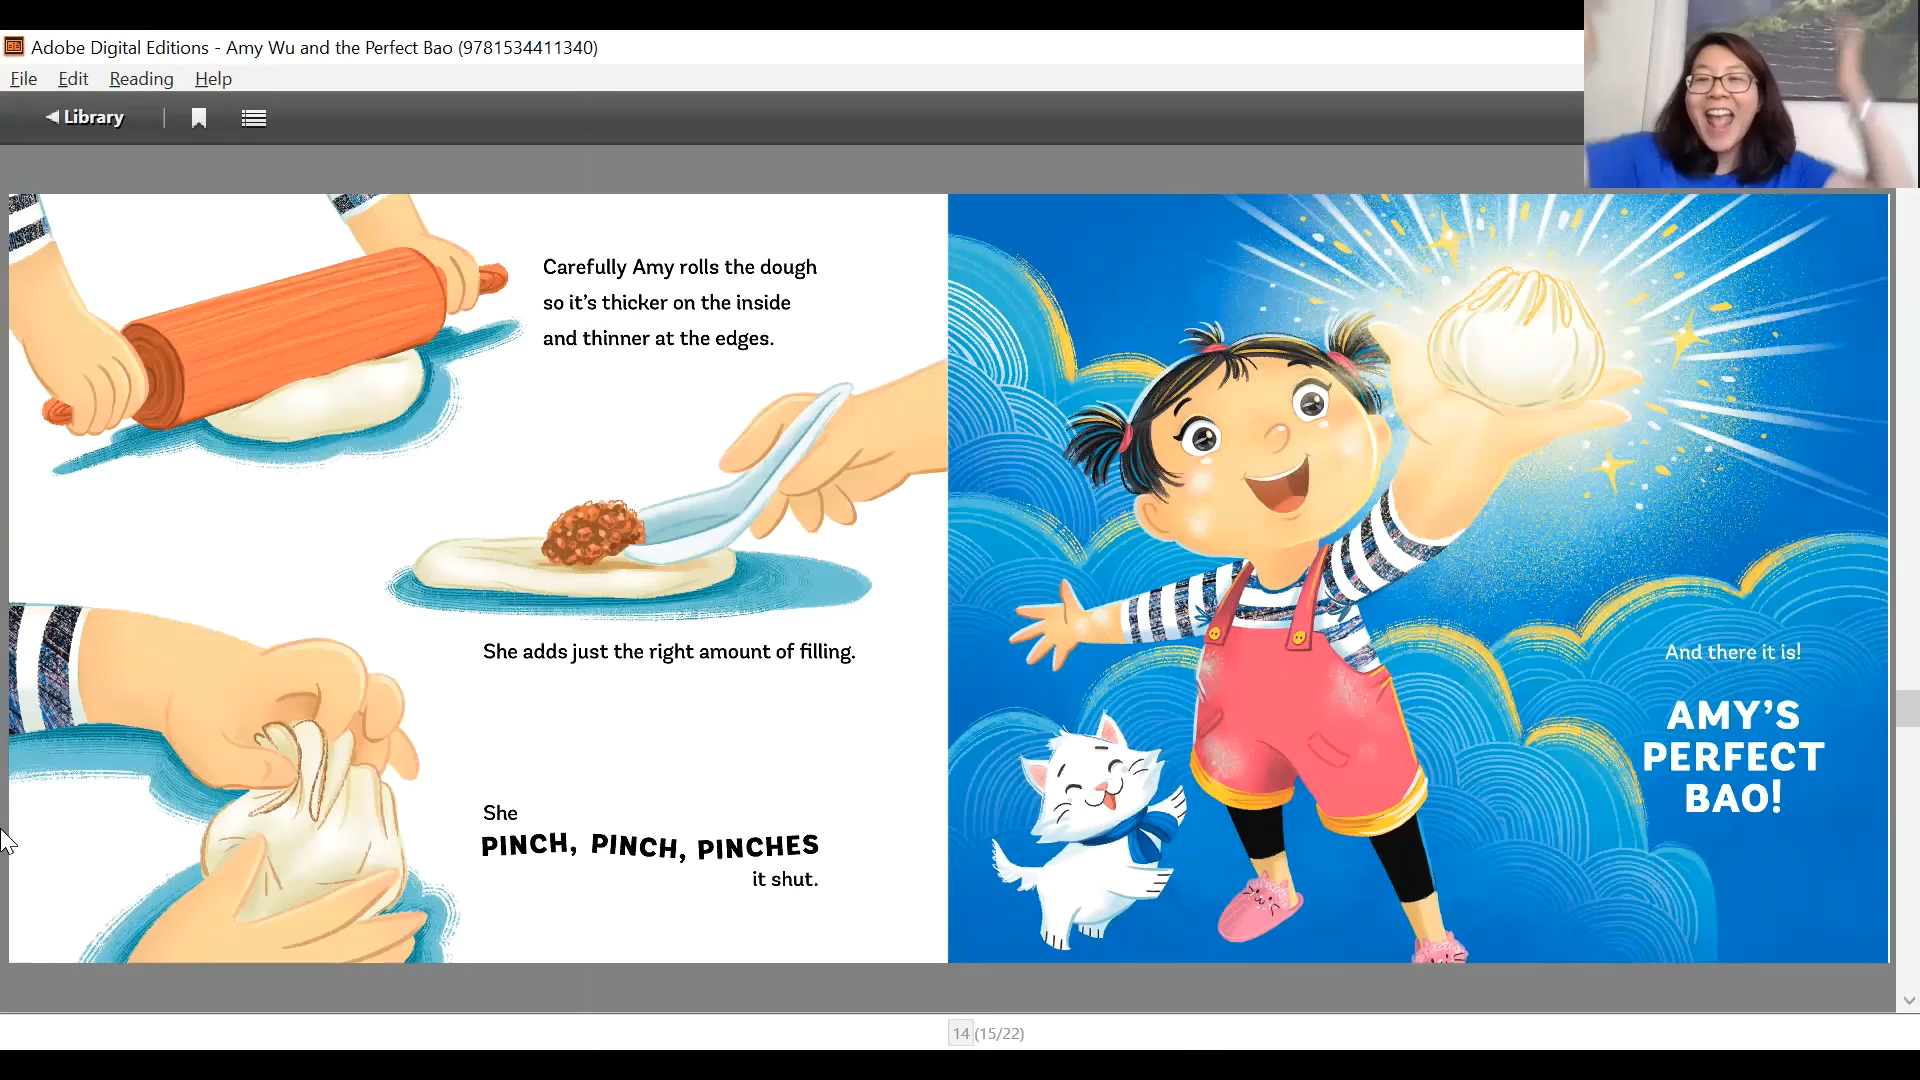 Adobe Digital Editions - Amy Wu and the Perfect Bao (9781534411340)
File Edit Reading Help
Library
Carefully Amy rolls the dough
so it's thicker on the inside
and thinner at the edges.
She adds just the right amount of filling.
She
PINCH, PINCH, PINCHES
it shut.
And there it is!
AMY'S
PERFECT
BAO!
14 (15/22)